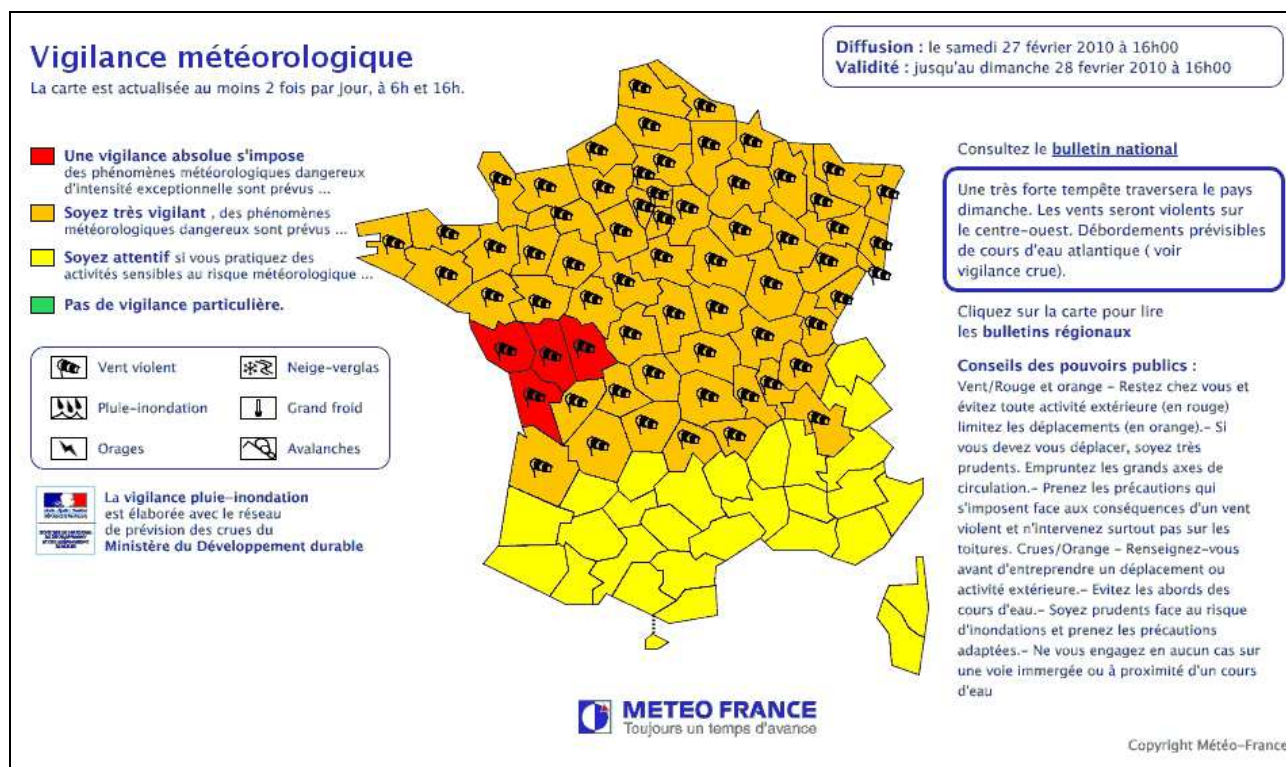 Vigilance météorologique
La carte est actualisée au moins 2 fois par jour, à 6h et 16h.
Diffusion : le samedi 27 février 2010 à 16h00
Validité : jusqu'au dimanche 28 fevrier 2010 à 16h00
Une vigilance absolue s'impose
des phénomènes météorologiques dangereux
d'intensité exceptionnelle sont prévus ...
Soyez très vigilant , des phénomènes
météorologiques dangereux sont prévus ...
Soyez attentif si vous pratiquez des
activités sensibles au risque météorologique ...
Pas de vigilance particulière.
Vent violent
Neige-verglas
Pluie-inondation
Grand froid
Orages
Avalanches
La vigilance pluie-inondation
est élaborée avec le réseau
de prévision des crues du
Ministère du Développement durable
Consultez le bulletin national
Une très forte tempête traversera le pays
dimanche. Les vents seront violents sur
le centre-ouest. Débordements prévisibles
de cours d'eau atlantique ( voir
vigilance crue).
Cliquez sur la carte pour lire
les bulletins régionaux
Conseils des pouvoirs publics :
Vent/Rouge et orange – Restez chez vous et
évitez toute activité extérieure (en rouge)
limitez les déplacements (en orange).– Si
vous devez vous déplacer, soyez très
prudents. Empruntez les grands axes de
circulation.– Prenez les précautions qui
s'imposent face aux conséquences d'un vent
violent et n'intervenez surtout pas sur les
toitures. Crues/Orange – Renseignez-vous
avant d'entreprendre un déplacement ou
activité extérieure.– Evitez les abords des
cours d'eau.– Soyez prudents face au risque
d'inondations et prenez les précautions
adaptées.– Ne vous engagez en aucun cas sur
une voie immergée ou à proximité d'un cours
d'eau
METEO FRANCE
Toujours un temps d'avance
Copyright Météo-France